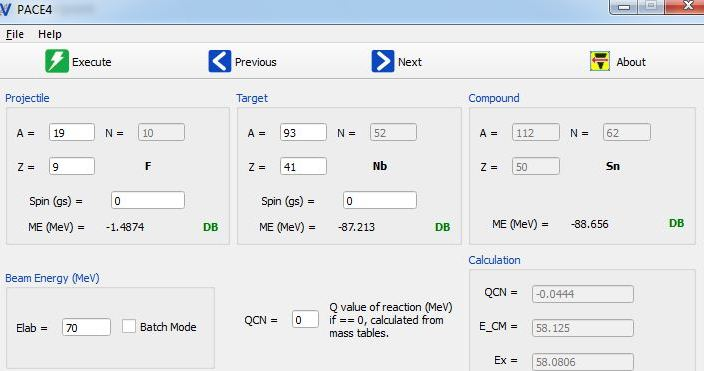 PACE4
File Help
Execute Previous Next About
Projectile Target Compound
A = 19 N = 10 A = 93 N = 52 A = 112 N = 62
Z = 9 F Z = 41 Nb Z = 50 Sn
Spin (gs) = 0 Spin (gs) = 0
ME (MeV) = -1.4874 DB ME (MeV) = -87.213 DB ME (MeV) = -88.656 DB
Beam Energy (MeV) Calculation
Elab = 70 Batch Mode
QCN = 0
Q value of reaction (MeV)
if == 0, calculated from
mass tables.
QCN = -0.0444
E_CM = 58.125
Ex = 58.0806